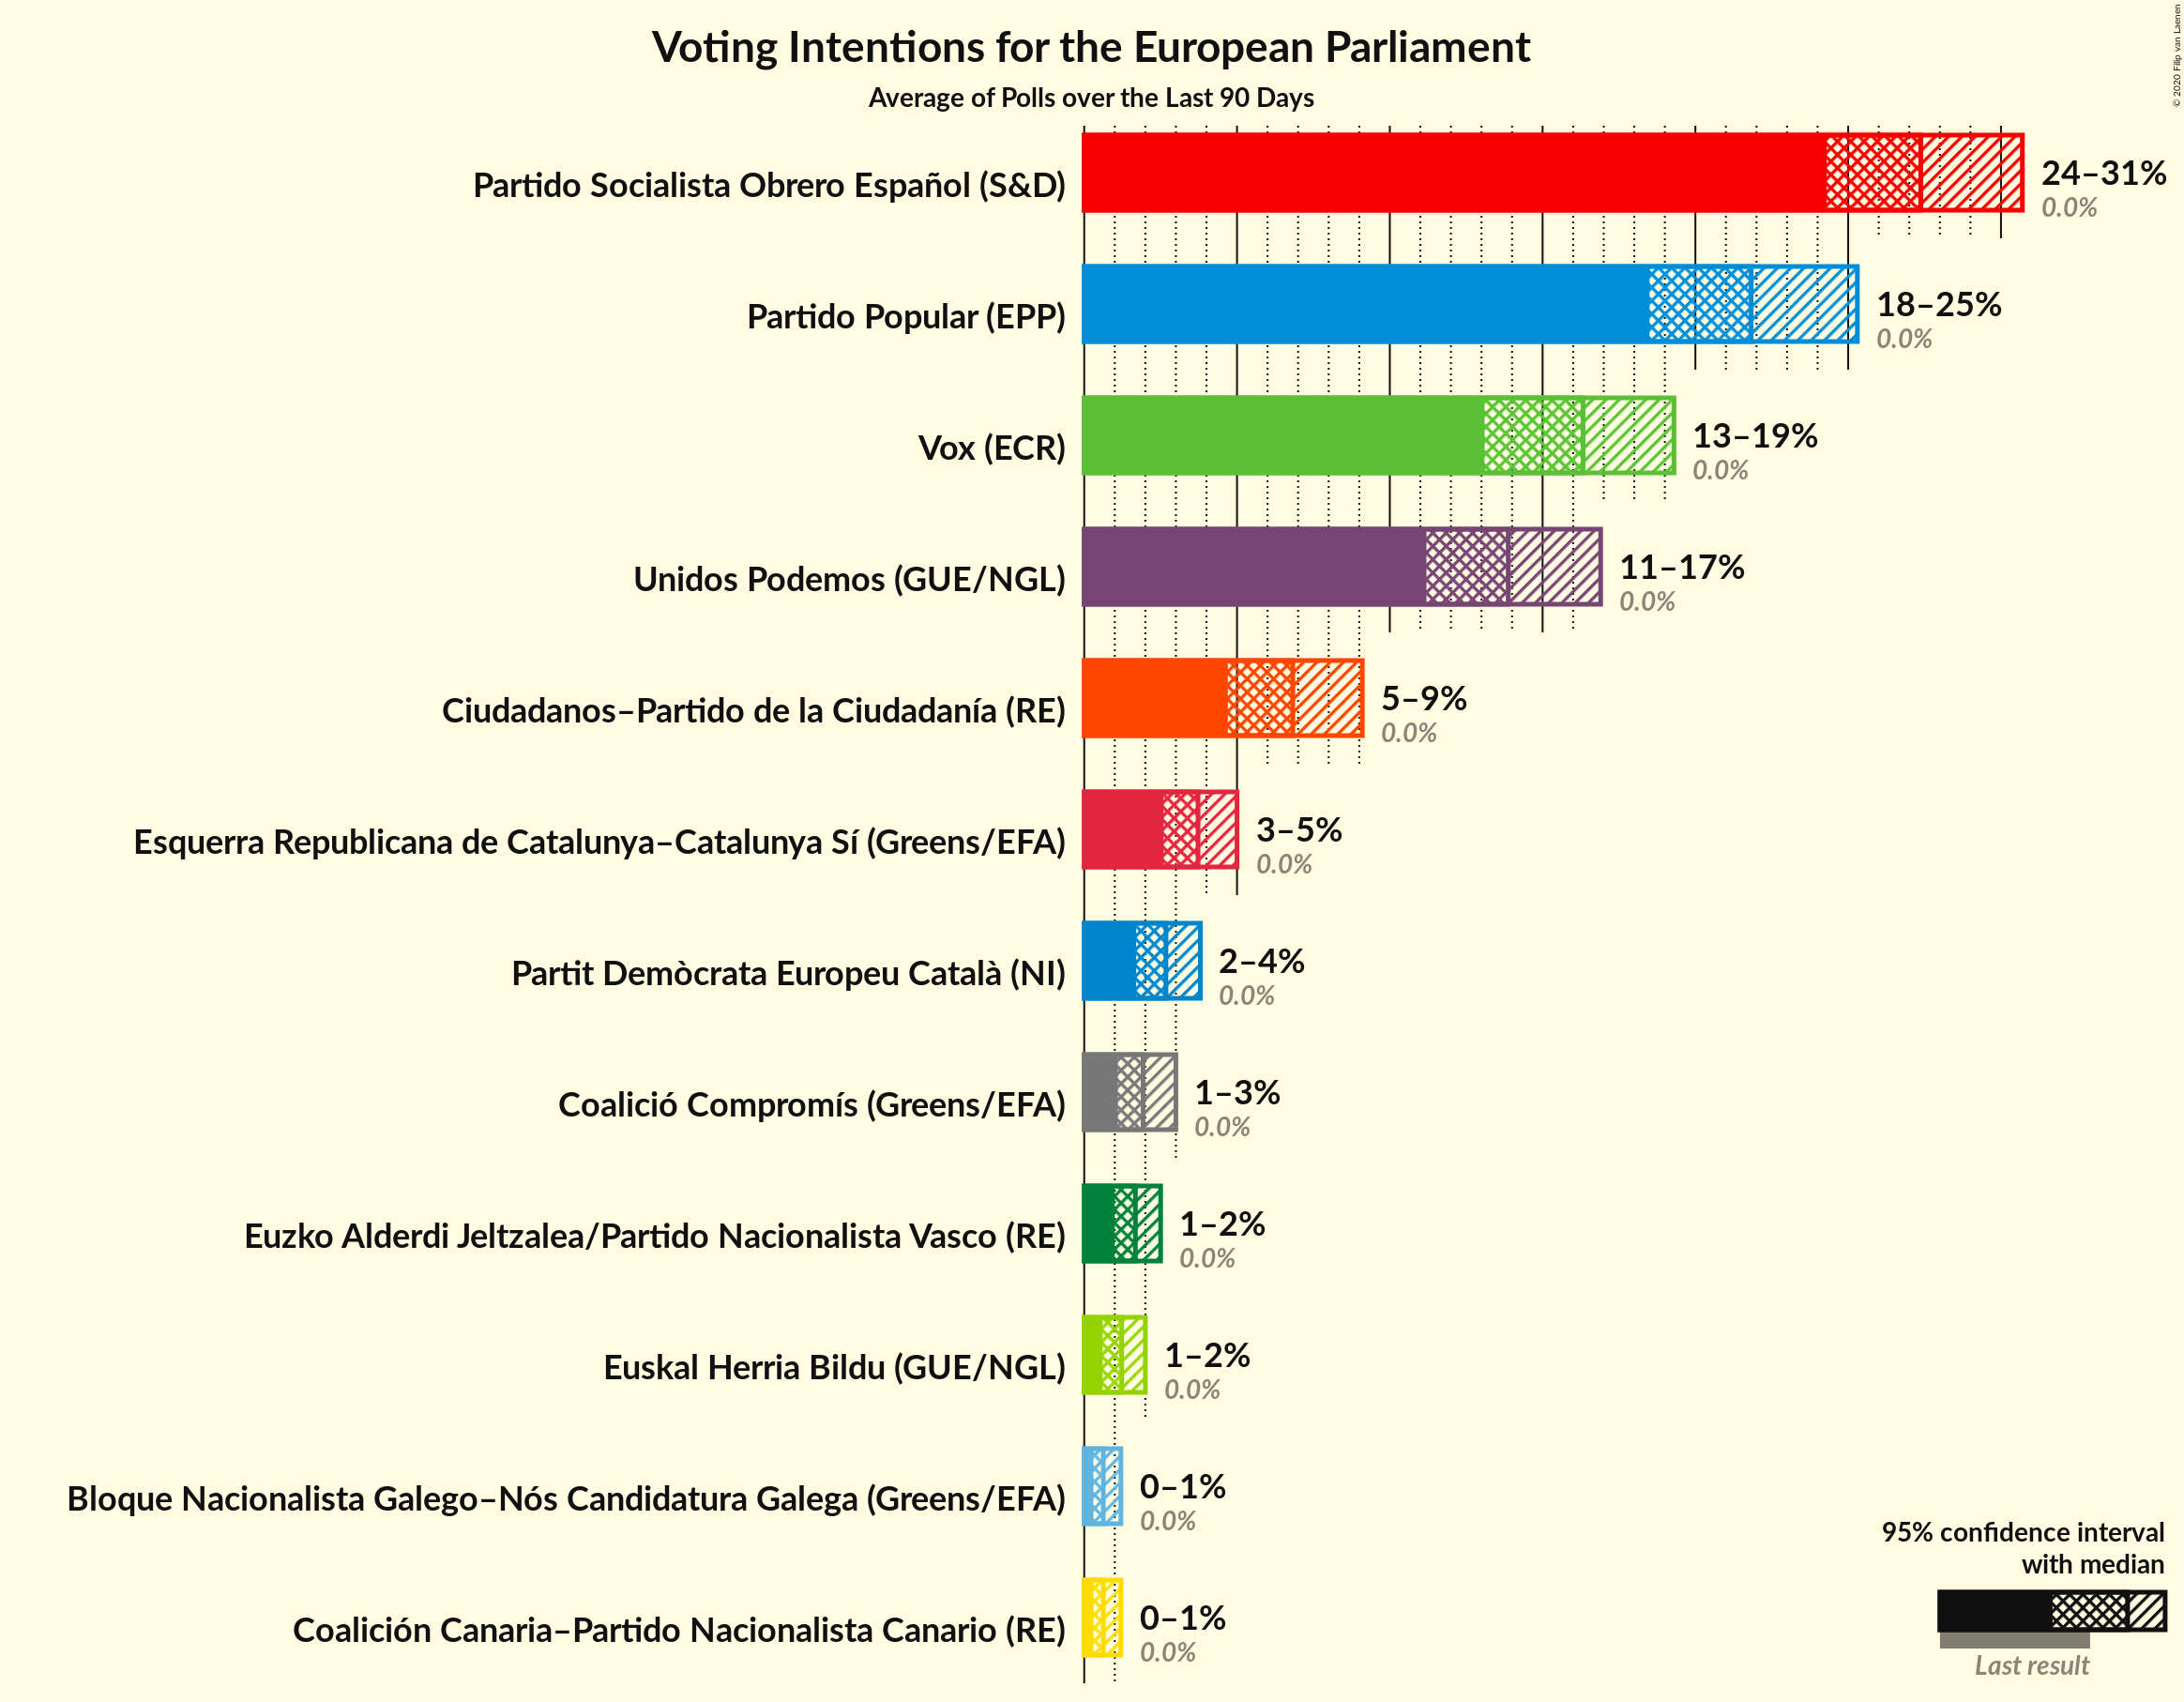 Voting Intentions for the European Parliament
Average of Polls over the Last 90 Days
© 2020 Filip van Laenen
Partido Socialista Obrero Español (S&D)
24–31%
0.0%
Partido Popular (EPP)
18–25%
0.0%
Vox (ECR)
13–19%
0.0%
Unidos Podemos (GUE/NGL)
11–17%
0.0%
Ciudadanos–Partido de la Ciudadanía (RE)
5–9%
0.0%
Esquerra Republicana de Catalunya–Catalunya Sí (Greens/EFA)
3–5%
0.0%
Partit Demòcrata Europeu Català (NI)
2–4%
0.0%
Coalició Compromís (Greens/EFA)
1–3%
0.0%
Euzko Alderdi Jeltzalea/Partido Nacionalista Vasco (RE)
1–2%
0.0%
Euskal Herria Bildu (GUE/NGL)
1–2%
0.0%
Bloque Nacionalista Galego–Nós Candidatura Galega (Greens/EFA)
0–1%
0.0%
Coalición Canaria–Partido Nacionalista Canario (RE)
0–1%
0.0%
95% confidence interval
with median
Last result